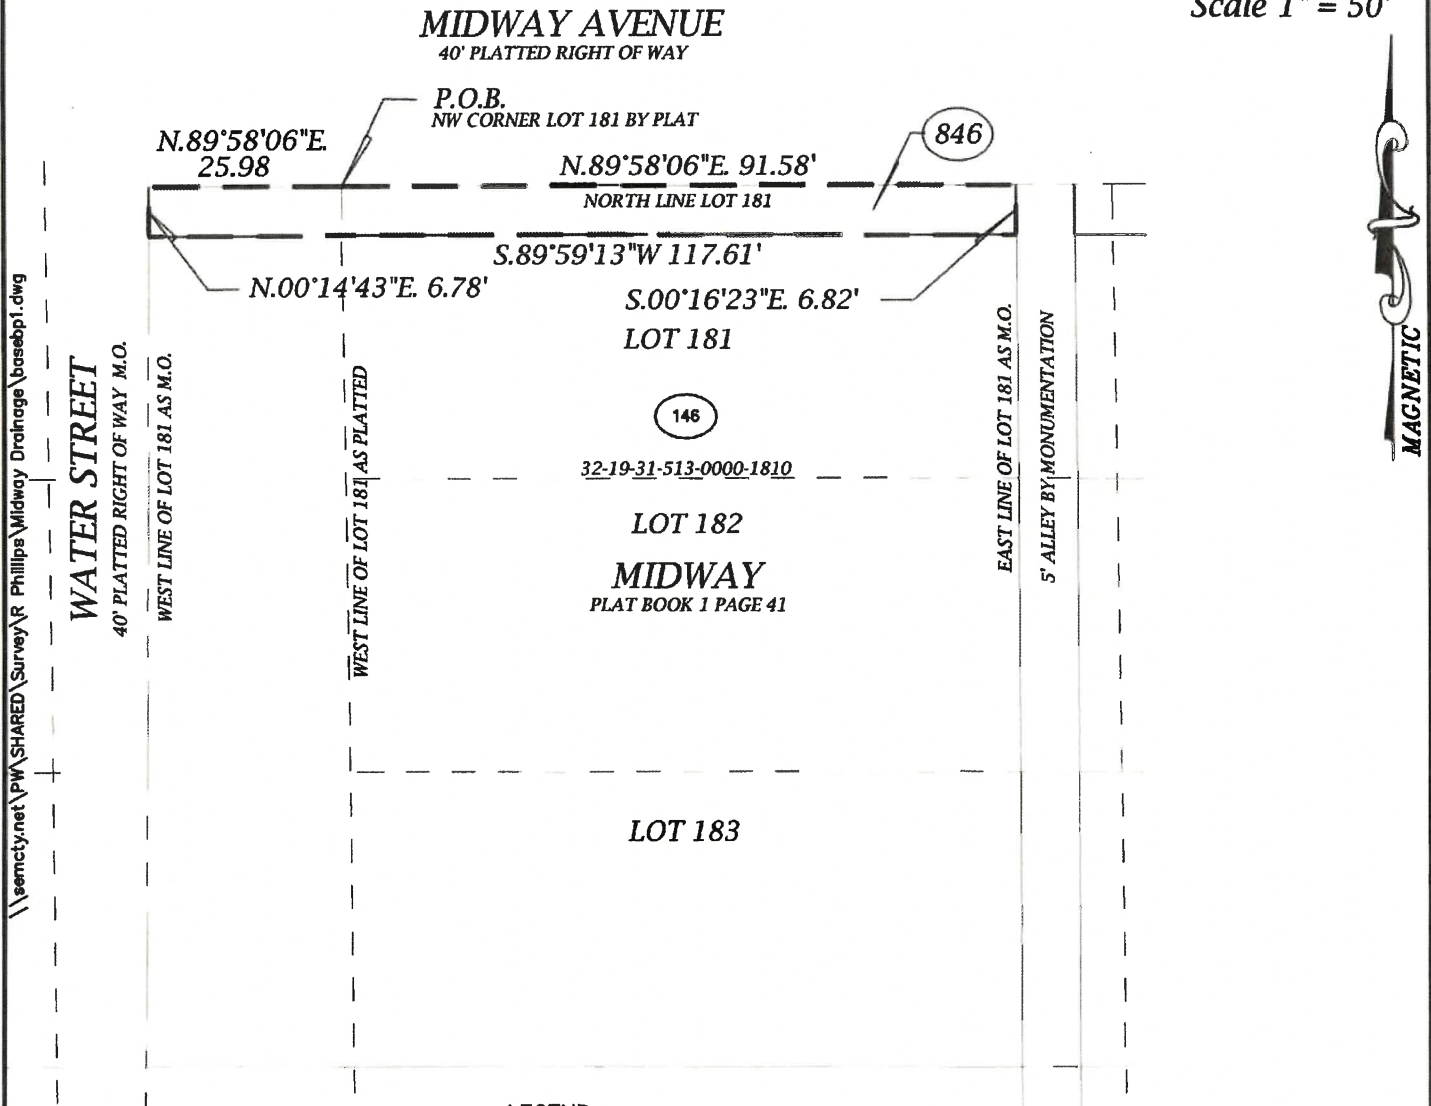 Scale 1" = 50'
MIDWAY AVENUE
40' PLATTED RIGHT OF WAY
P.O.B.
NW CORNER LOT 181 BY PLAT
846
N.89°58'06"E.
25.98
N.89°58'06"E. 91.58'
NORTH LINE LOT 181
S.89°59'13"W 117.61'
N.00°14'43"E. 6.78'
S.00°16'23"E. 6.82'
LOT 181
146
32-19-31-513-0000-1810
LOT 182
MIDWAY
PLAT BOOK 1 PAGE 41
LOT 183
WATER STREET
40' PLATTED RIGHT OF WAY M.O.
WEST LINE OF LOT 181 AS M.O.
WEST LINE OF LOT 181 AS PLATTED
EAST LINE OF LOT 181 AS M.O.
5' ALLEY BY MONUMENTATION
MAGNETIC
\\semcty.net\PW\SHARED\Survey\R Phillips\Midway Drainage\basebp1.dwg